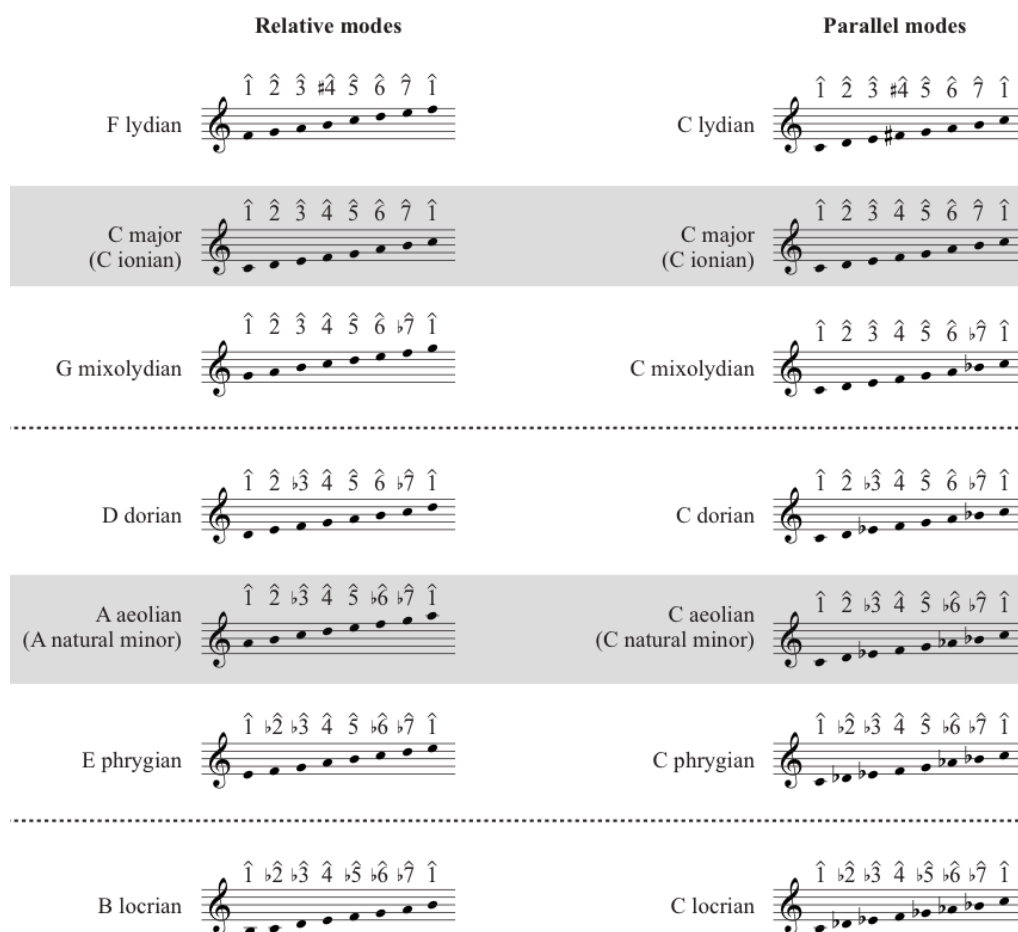 Relative modes Parallel modes
1̂ 2̂ 3̂ ♯4̂ 5̂ 6̂ 7̂ 1̂ 1̂ 2̂ 3̂ ♯4̂ 5̂ 6̂ 7̂ 1̂
F lydian C lydian
1̂ 2̂ 3̂ 4̂ 5̂ 6̂ 7̂ 1̂ 1̂ 2̂ 3̂ 4̂ 5̂ 6̂ 7̂ 1̂
C major C major
(C ionian) (C ionian)
1̂ 2̂ 3̂ 4̂ 5̂ 6̂ ♭7̂ 1̂ 1̂ 2̂ 3̂ 4̂ 5̂ 6̂ ♭7̂ 1̂
G mixolydian C mixolydian
1̂ 2̂ ♭3̂ 4̂ 5̂ 6̂ ♭7̂ 1̂ 1̂ 2̂ ♭3̂ 4̂ 5̂ 6̂ ♭7̂ 1̂
D dorian C dorian
1̂ 2̂ ♭3̂ 4̂ 5̂ ♭6̂ ♭7̂ 1̂ 1̂ 2̂ ♭3̂ 4̂ 5̂ ♭6̂ ♭7̂ 1̂
A aeolian C aeolian
(A natural minor) (C natural minor)
1̂ ♭2̂ ♭3̂ 4̂ 5̂ ♭6̂ ♭7̂ 1̂ 1̂ ♭2̂ ♭3̂ 4̂ 5̂ ♭6̂ ♭7̂ 1̂
E phrygian C phrygian
1̂ ♭2̂ ♭3̂ 4̂ ♭5̂ ♭6̂ ♭7̂ 1̂ 1̂ ♭2̂ ♭3̂ 4̂ ♭5̂ ♭6̂ ♭7̂ 1̂
B locrian C locrian